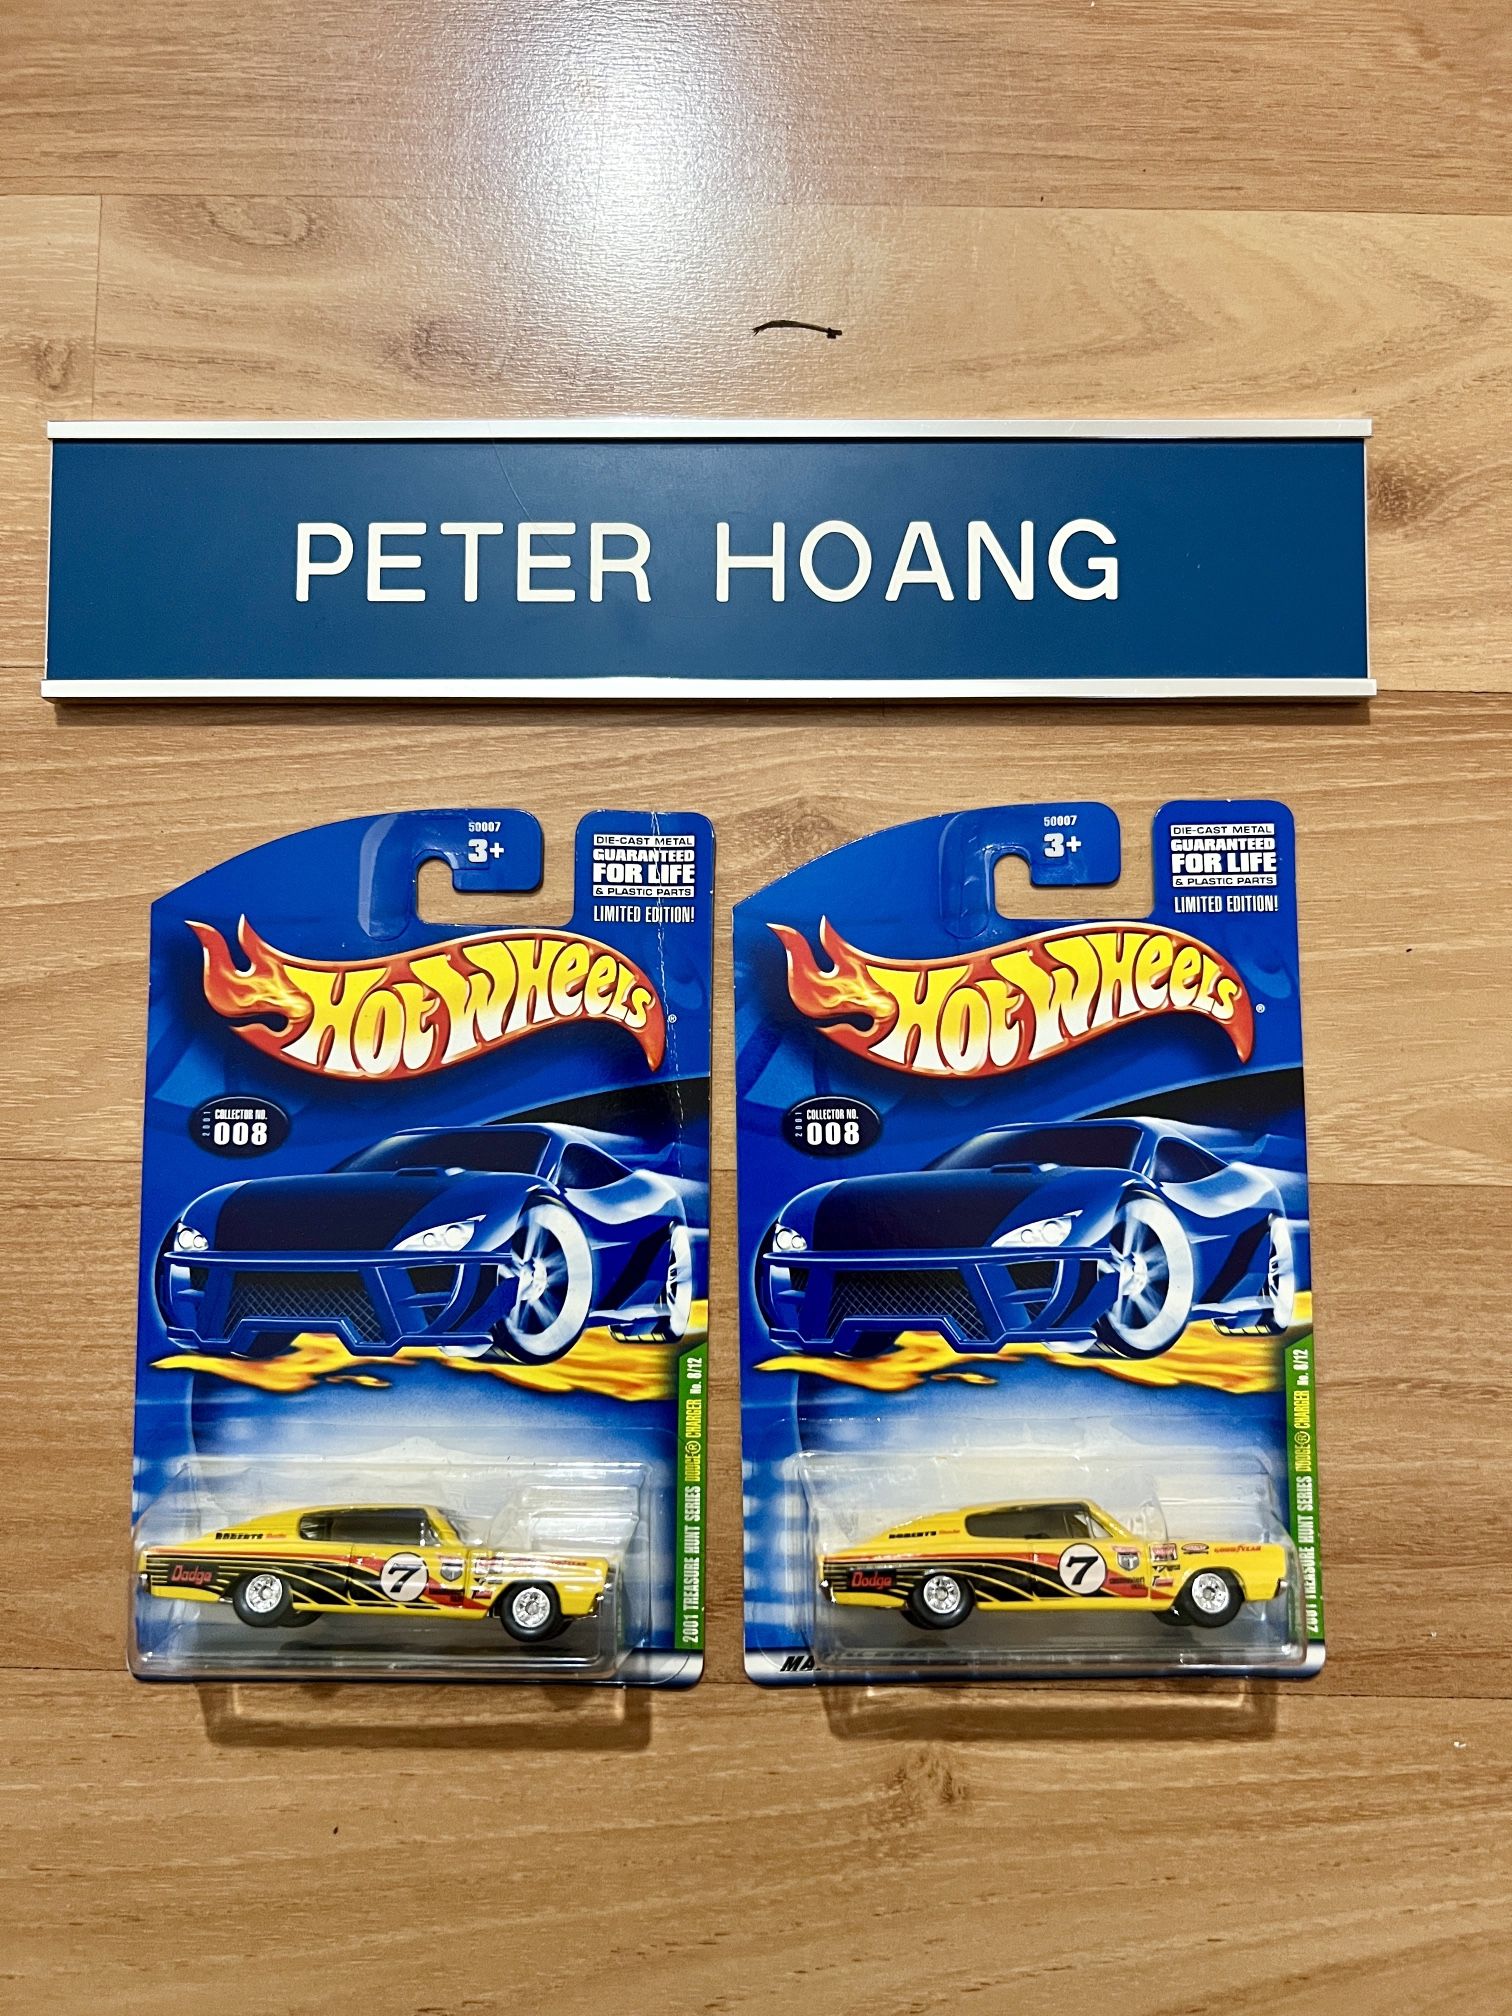 PETER HOANG
50007
3+
DIE-CAST METAL
GUARANTEED
FOR LIFE
& PLASTIC PARTS
LIMITED EDITION!
HOT WHEELS®
2001
COLLECTOR NO.
008
2001 TREASURE HUNT SERIES DODGE® CHARGER No. 8/12
ROBERTS
Dodge
7
50007
3+
DIE-CAST METAL
GUARANTEED
FOR LIFE
& PLASTIC PARTS
LIMITED EDITION!
HOT WHEELS®
2001
COLLECTOR NO.
008
2001 TREASURE HUNT SERIES DODGE® CHARGER No. 8/12
ROBERTS
Dodge
7
GOODYEAR